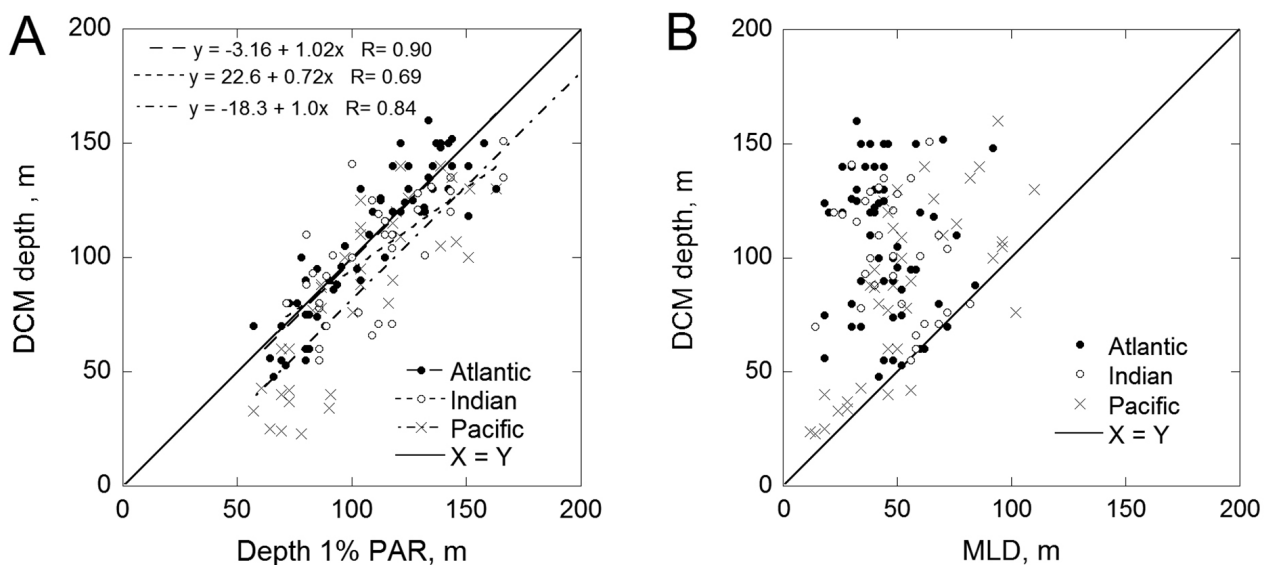 A
200
150
100
50
0
DCM depth , m
y = -3.16 + 1.02x R= 0.90
y = 22.6 + 0.72x R= 0.69
y = -18.3 + 1.0x R= 0.84
Atlantic
Indian
Pacific
X = Y
0 50 100 150 200
Depth 1% PAR, m
B
200
150
100
50
0
DCM depth, m
Atlantic
Indian
Pacific
X = Y
0 50 100 150 200
MLD, m